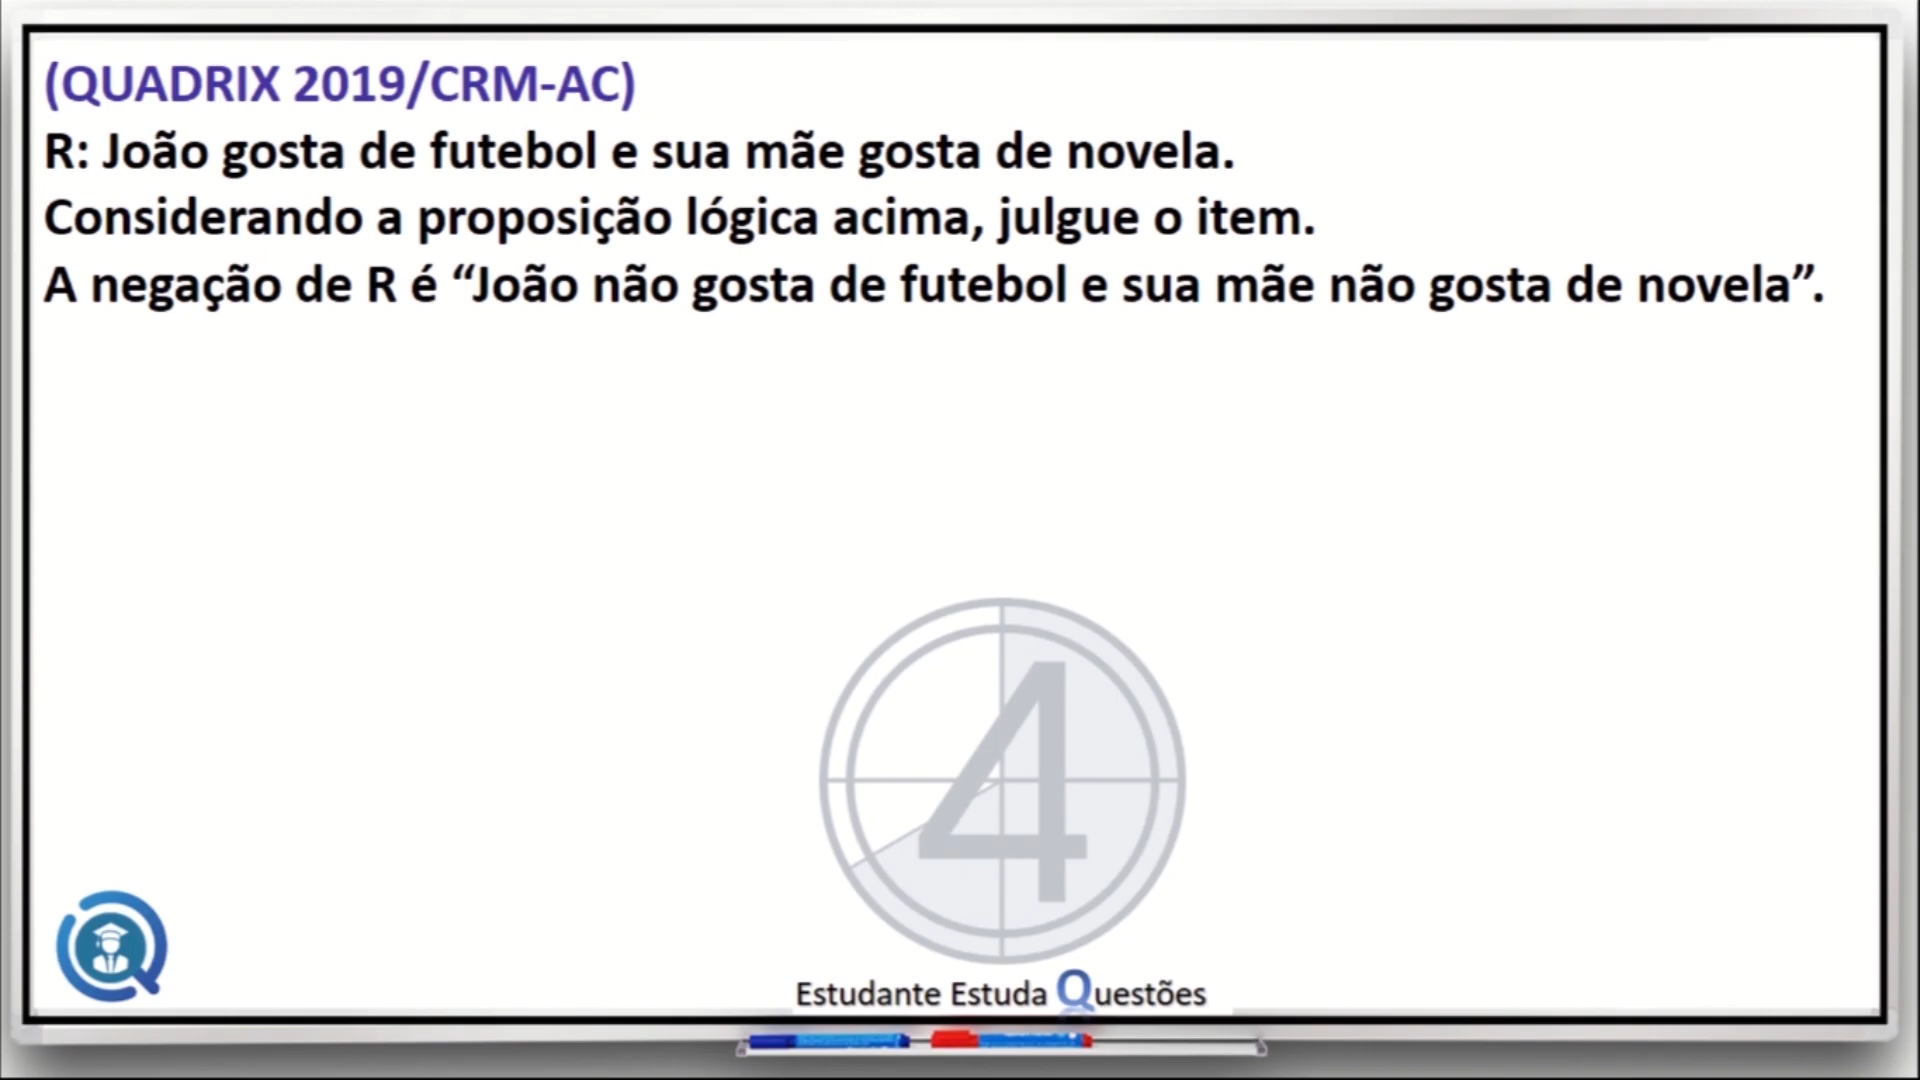 (QUADRIX 2019/CRM-AC)
R: João gosta de futebol e sua mãe gosta de novela.
Considerando a proposição lógica acima, julgue o item.
A negação de R é “João não gosta de futebol e sua mãe não gosta de novela”.
4
Estudante Estuda Questões